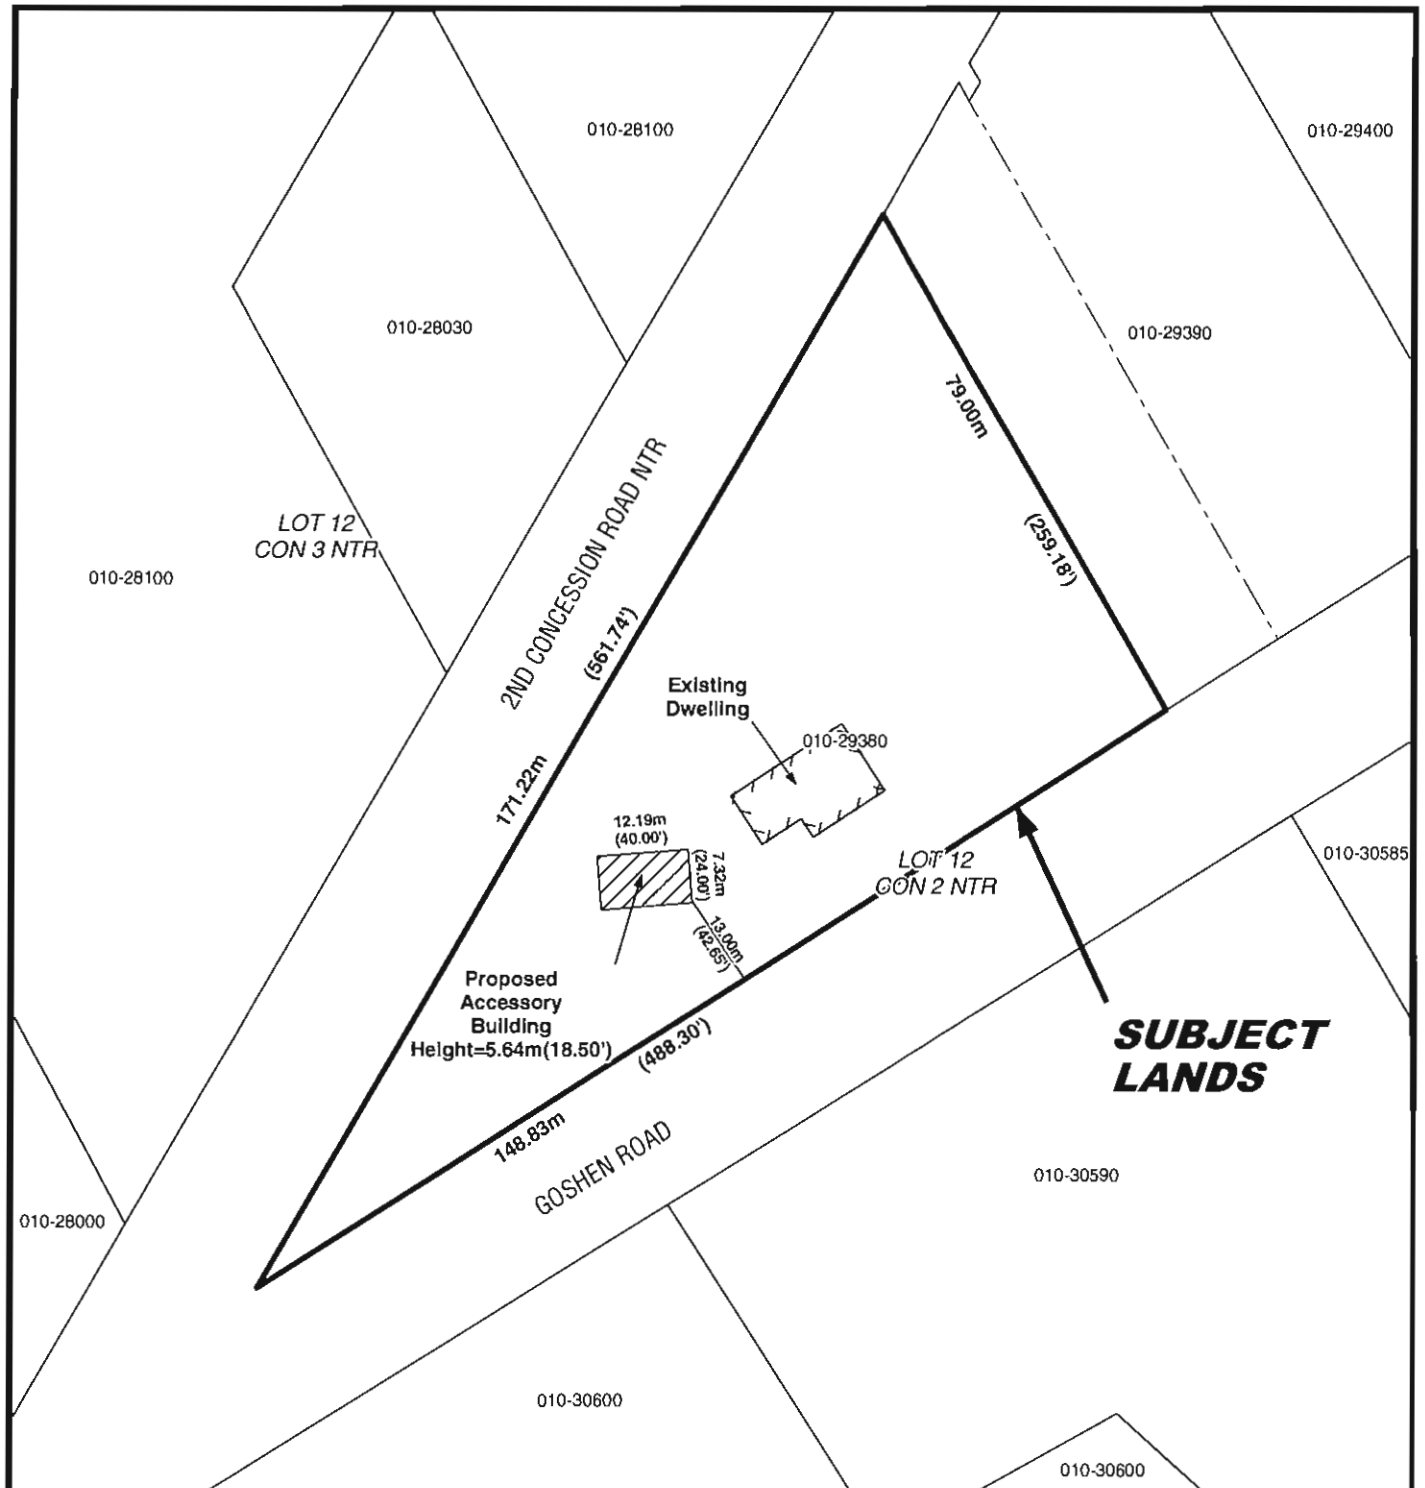 010-28100
010-29400
010-28030
010-29390
79.00m
(259.18')
2ND CONCESSION ROAD NTR
LOT 12
CON 3 NTR
010-28100
(561.74')
171.22m
Existing
Dwelling
010-29380
12.19m
(40.00')
7.32m
(24.00')
13.00m
(42.65')
LOT 12
CON 2 NTR
010-30585
Proposed
Accessory
Building
Height=5.64m(18.50')
(488.30')
148.83m
GOSHEN ROAD
SUBJECT
LANDS
010-30590
010-28000
010-30600
010-30600